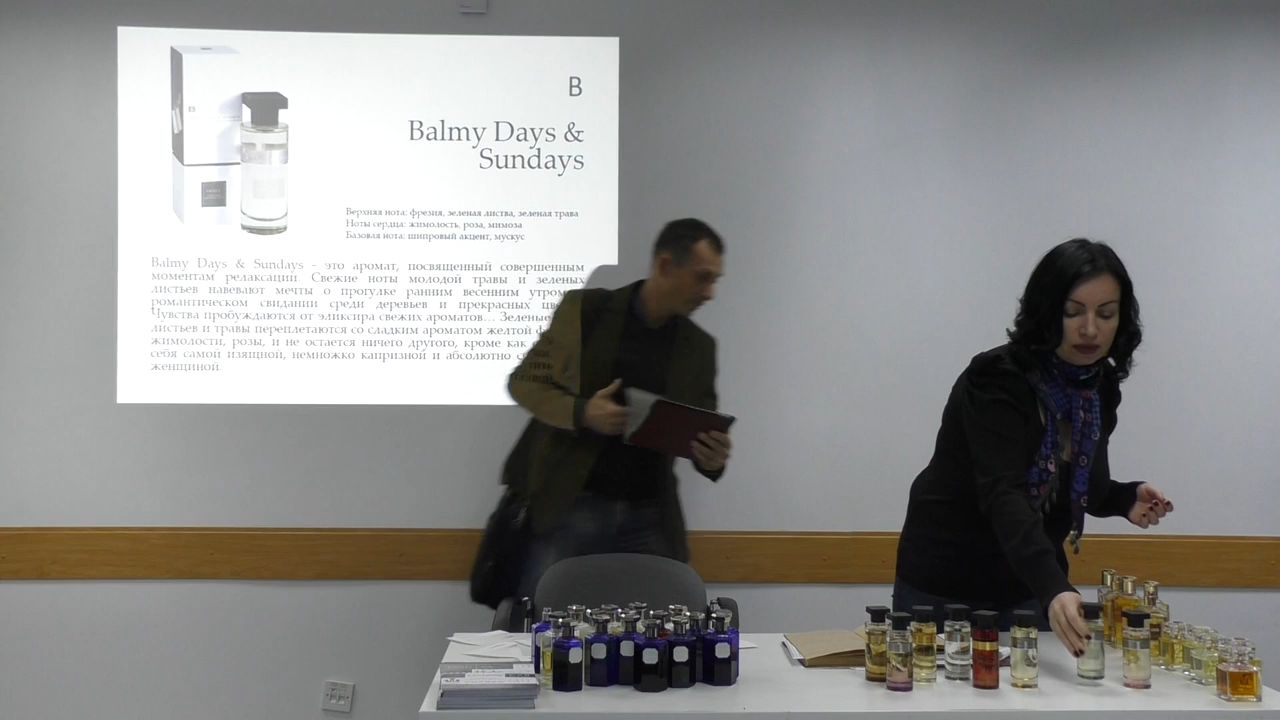 B
Balmy Days &
Sundays
Верхняя нота: фрезия, зеленая листва, зеленая трава
Ноты сердца: жимолость, роза, мимоза
Базовая нота: шипровый акцент, мускус
Balmy Days & Sundays - это аромат, посвященный совершенным
моментам релаксации. Свежие ноты молодой травы и зеленых
листьев навевают мечты о прогулке ранним весенним утром
романтическом свидании среди деревьев и прекрасных
Чувства пробуждаются от эликсира свежих ароматов... Зеленые
листьев и травы переплетаются со сладким ароматом желтой
жимолости, розы, и не остается ничего другого, кроме как
себя самой изящной, немножко капризной и абсолютно
женщиной.